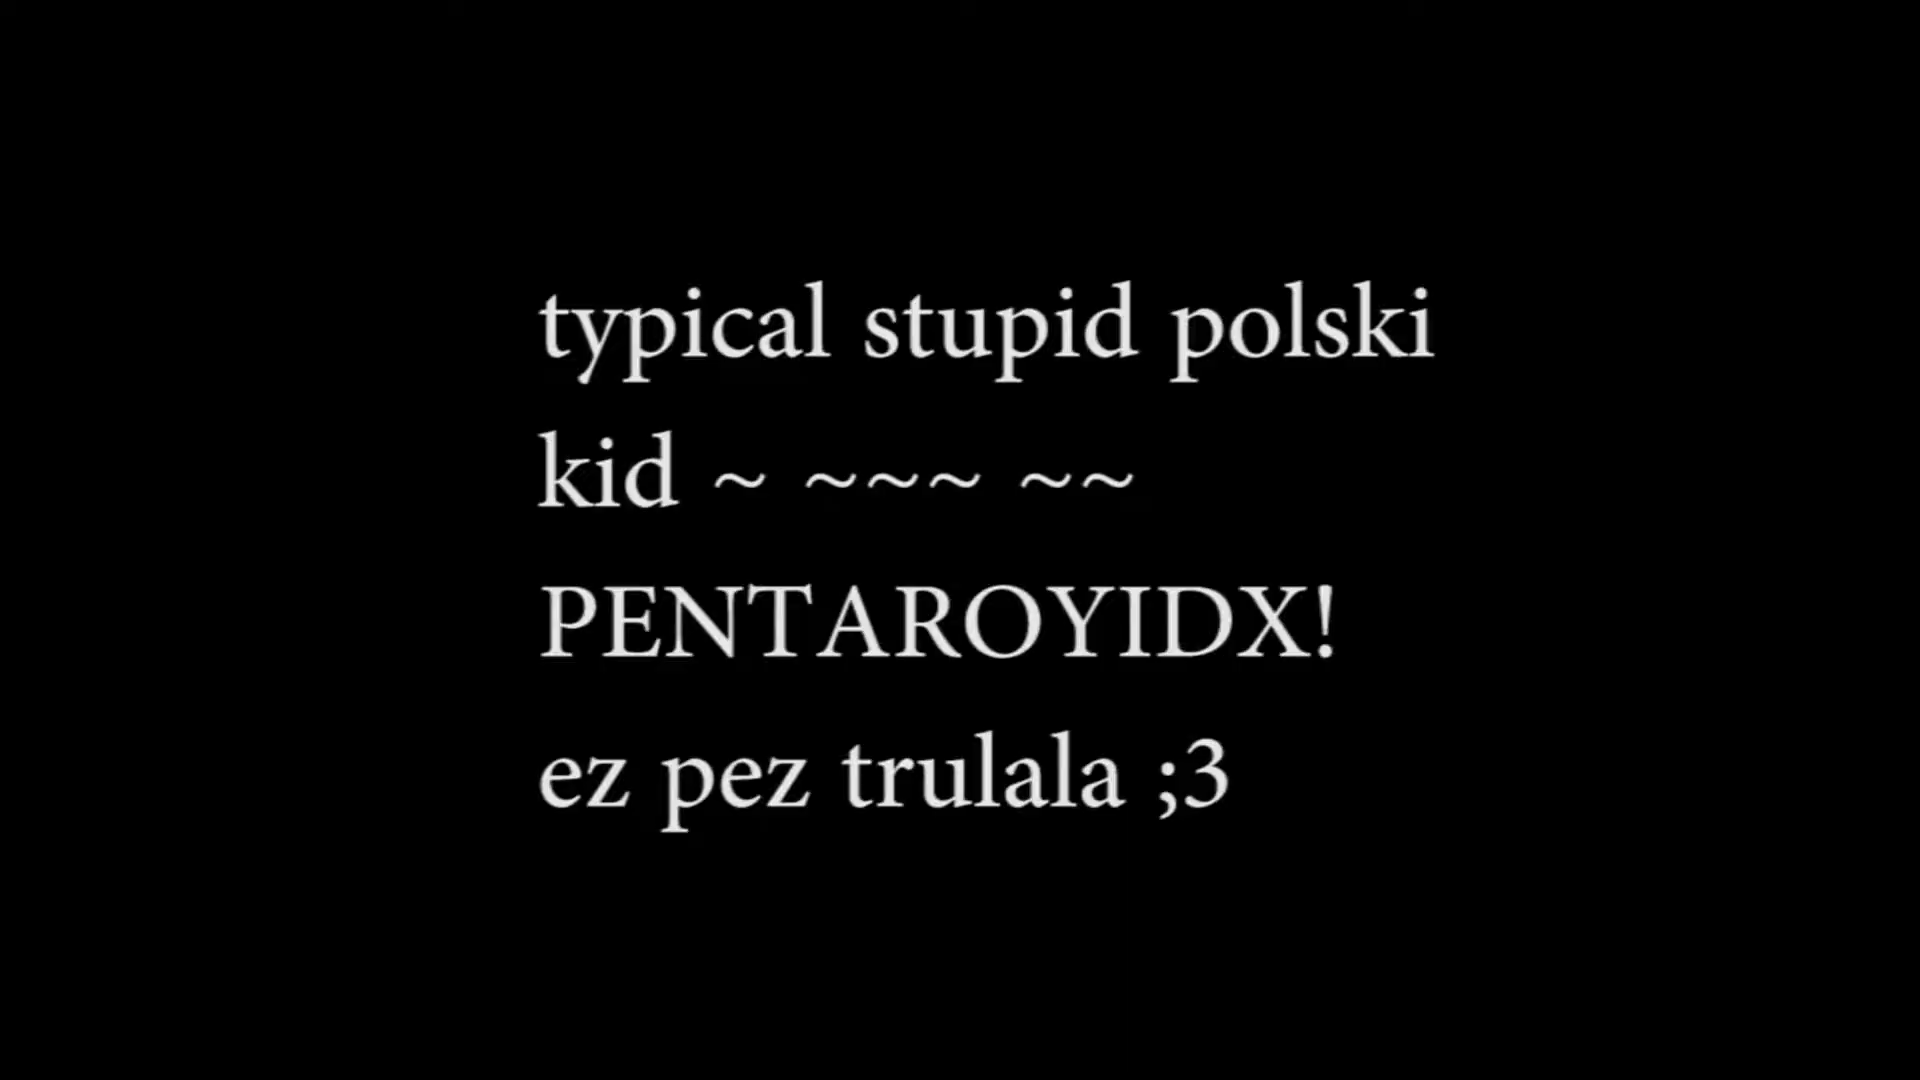 typical stupid polski
kid ~ ~~~ ~~
PENTAROYIDX!
ez pez trulala ;3